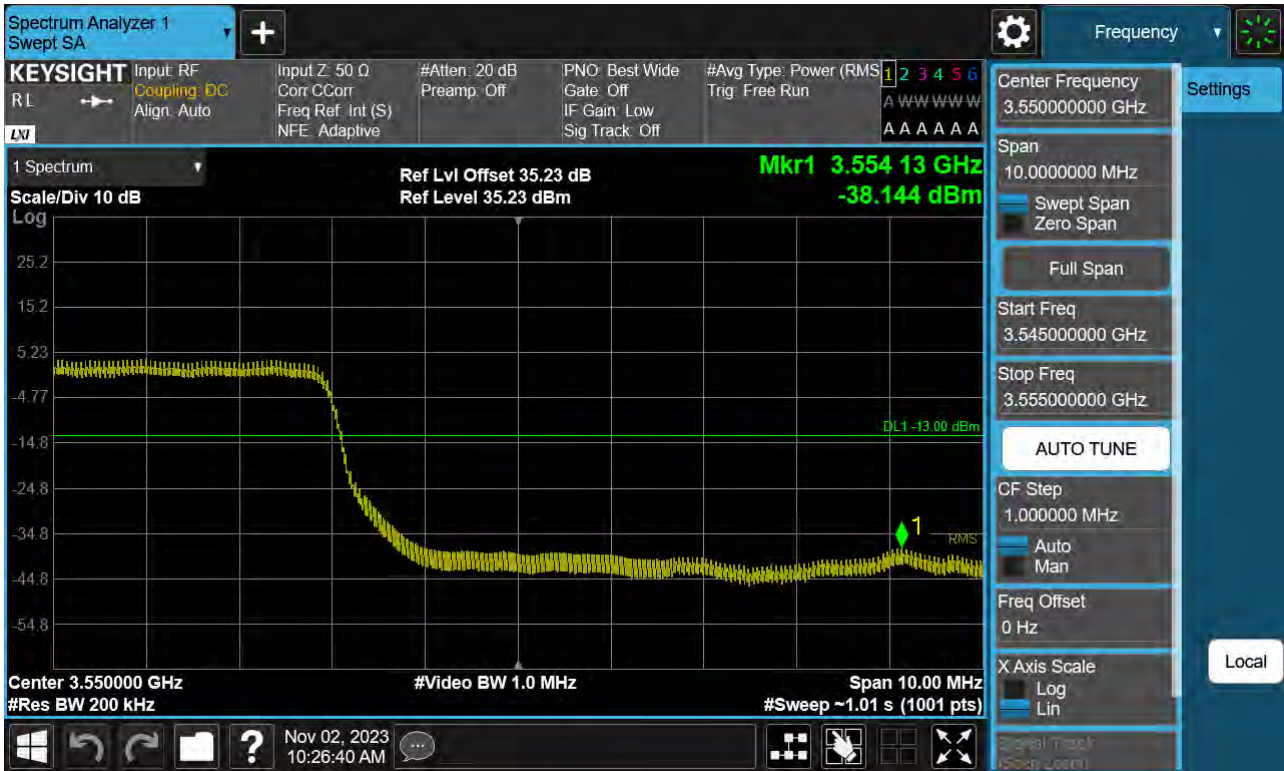 Spectrum Analyzer 1
Swept SA
+
Frequency
KEYSIGHT
RL
LXI
Input: RF
Coupling: DC
Align: Auto
Input Z: 50 Ω
Corr CCorr
Freq Ref: Int (S)
NFE: Adaptive
#Atten: 20 dB
Preamp: Off
PNO: Best Wide
Gate: Off
IF Gain: Low
Sig Track: Off
#Avg Type: Power (RMS
Trig: Free Run
1 2 3 4 5 6
A W W W W W
A A A A A A
1 Spectrum
Scale/Div 10 dB
Log
Ref Lvl Offset 35.23 dB
Ref Level 35.23 dBm
Mkr1 3.554 13 GHz
-38.144 dBm
25.2
15.2
5.23
-4.77
-14.8
-24.8
-34.8
-44.8
-54.8
DL1 -13.00 dBm
1
RMS
Center 3.550000 GHz
#Res BW 200 kHz
#Video BW 1.0 MHz
Span 10.00 MHz
#Sweep ~1.01 s (1001 pts)
Center Frequency
3.550000000 GHz
Settings
Span
10.0000000 MHz
Swept Span
Zero Span
Full Span
Start Freq
3.545000000 GHz
Stop Freq
3.555000000 GHz
AUTO TUNE
CF Step
1.000000 MHz
Auto
Man
Freq Offset
0 Hz
X Axis Scale
Log
Lin
Local
Signal Track
(Span Zoom)
?
Nov 02, 2023
10:26:40 AM